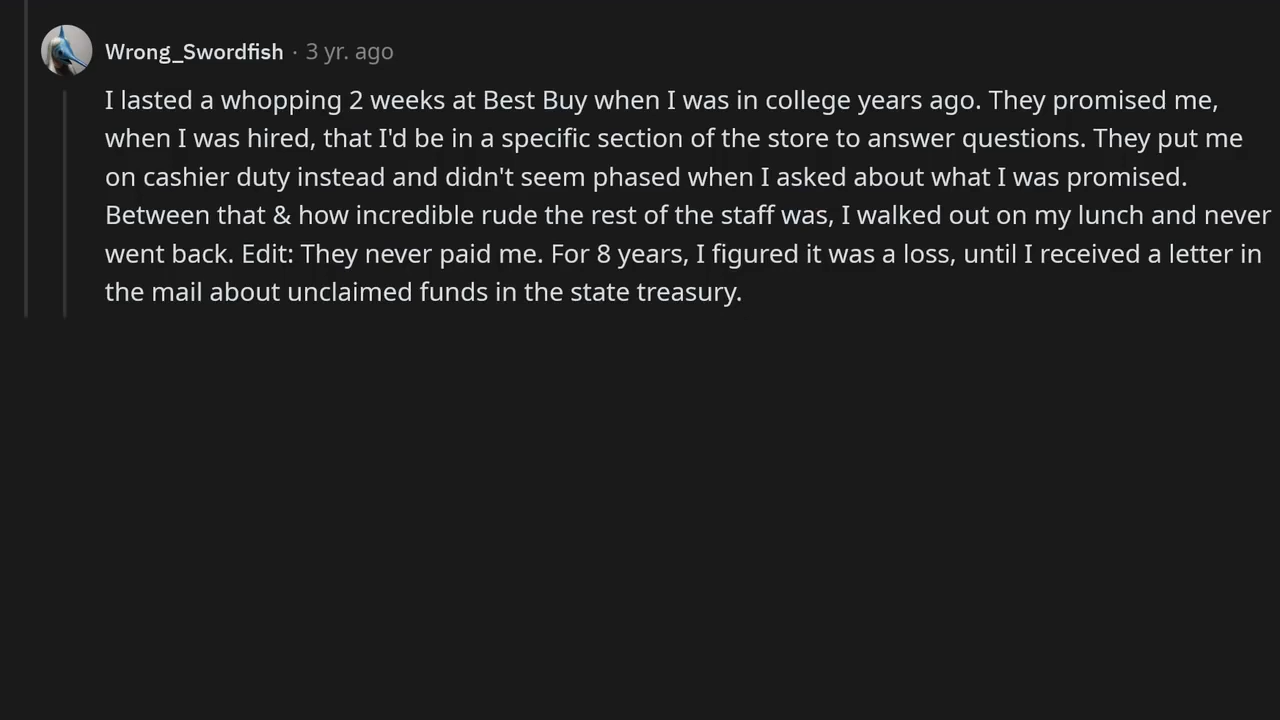 Wrong_Swordfish · 3 yr. ago
I lasted a whopping 2 weeks at Best Buy when I was in college years ago. They promised me,
when I was hired, that I'd be in a specific section of the store to answer questions. They put me
on cashier duty instead and didn't seem phased when I asked about what I was promised.
Between that & how incredible rude the rest of the staff was, I walked out on my lunch and never
went back. Edit: They never paid me. For 8 years, I figured it was a loss, until I received a letter in
the mail about unclaimed funds in the state treasury.